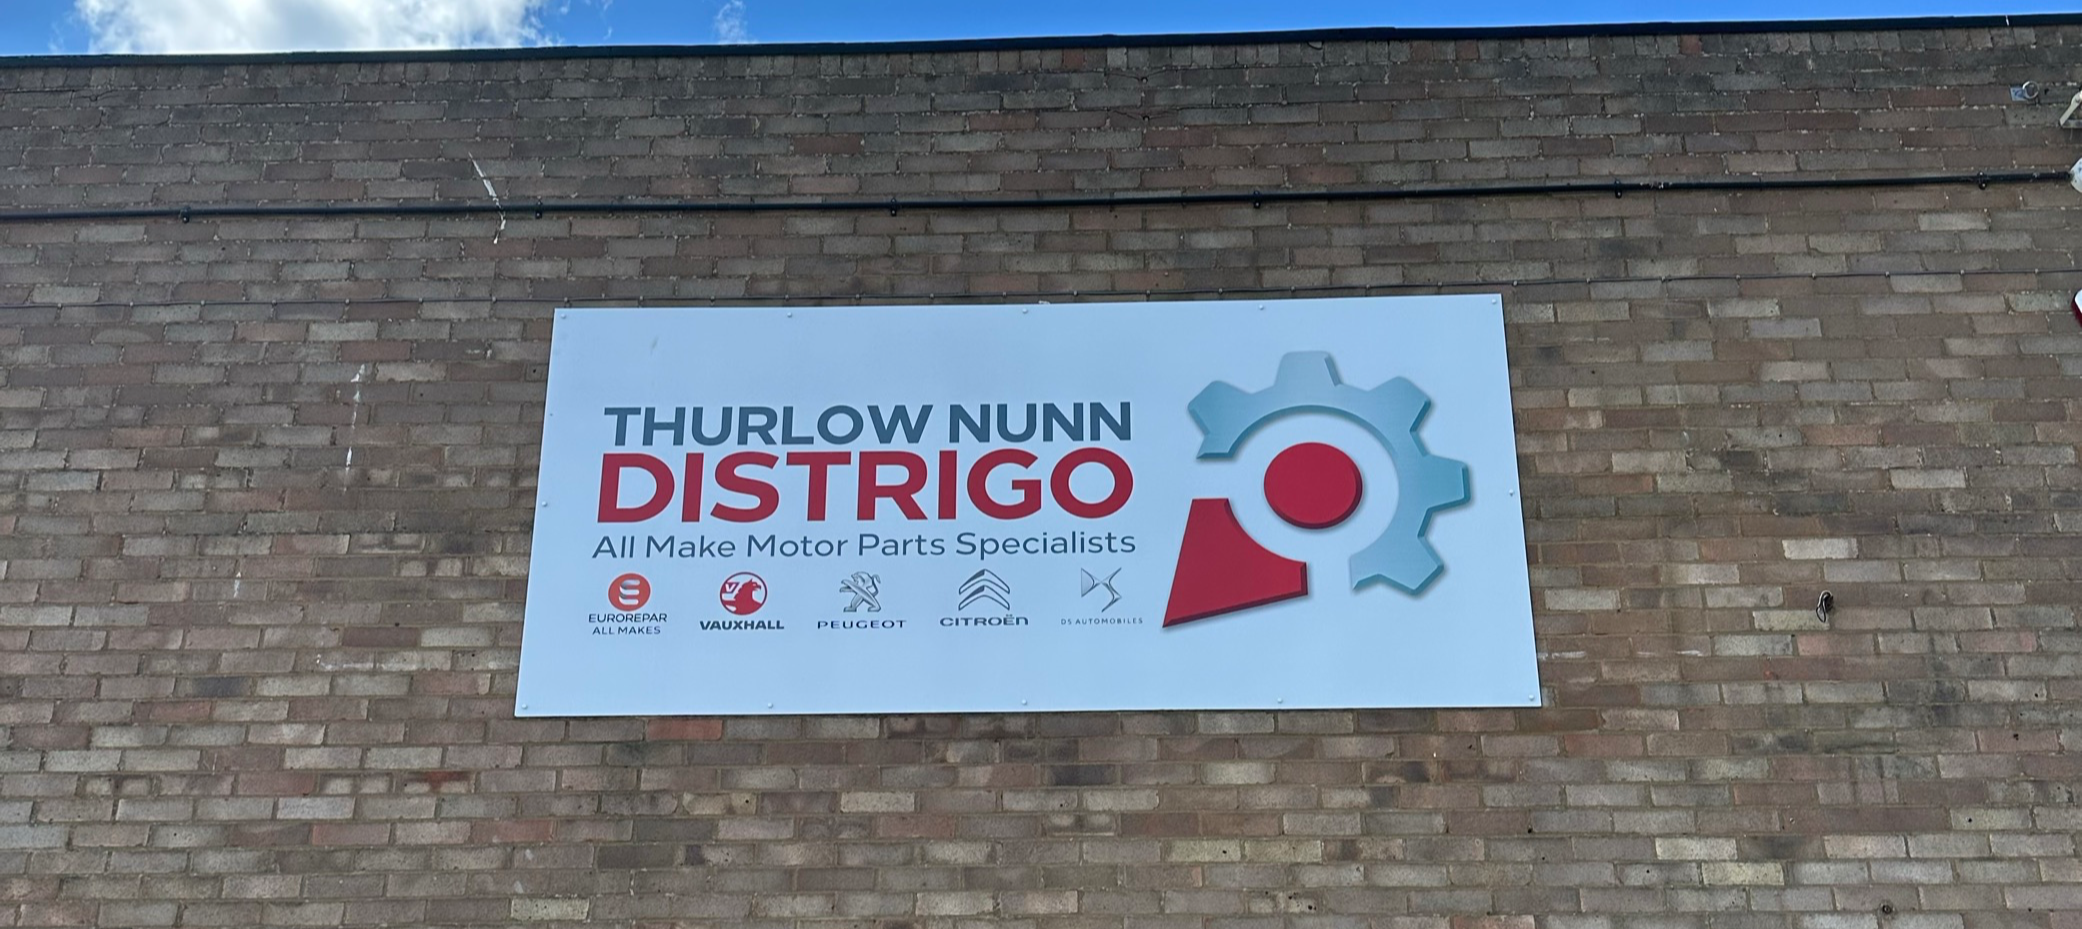 THURLOW NUNN
DISTRIGO
All Make Motor Parts Specialists
EUROREPAR
ALL MAKES
VAUXHALL
PEUGEOT
CITROËN
DS AUTOMOBILES